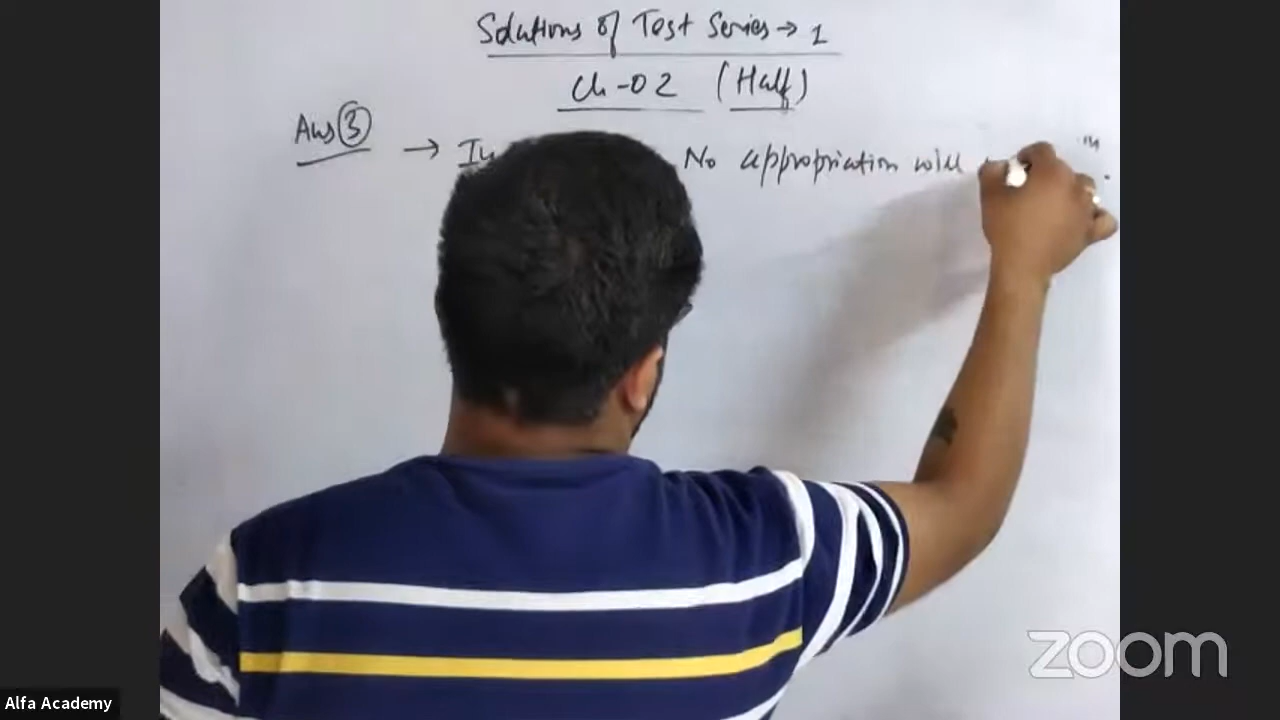 Solutions of Test Series → 1
Ch-02 (Half)
Ans ③ → No appropriation will
zoom
Alfa Academy